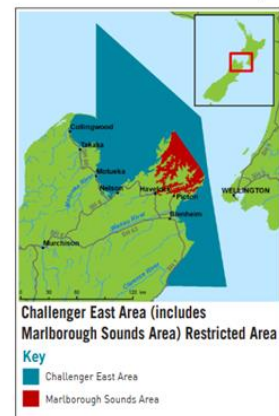 Collingwood
Takaka
Motueka
Nelson
Havelock
Picton
WELLINGTON
Blenheim
Murchison
Challenger East Area (includes
Marlborough Sounds Area) Restricted Area
Key
Challenger East Area
Marlborough Sounds Area